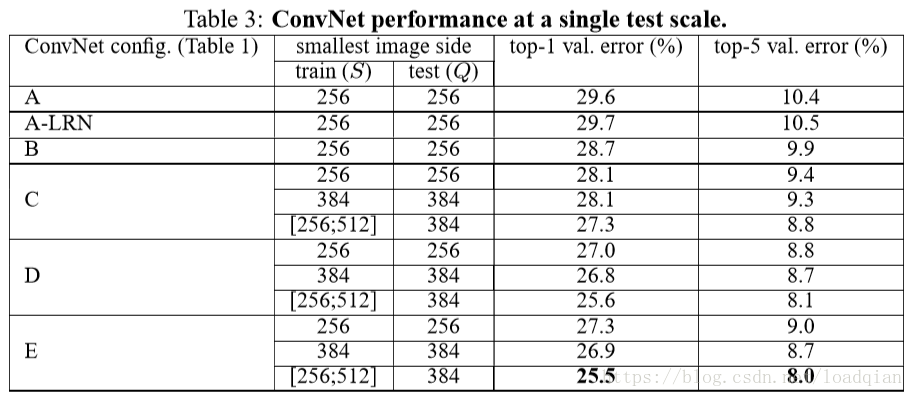 Table 3: ConvNet performance at a single test scale.
ConvNet config. (Table 1) smallest image side top-1 val. error (%) top-5 val. error (%)
train (S) test (Q)
A 256 256 29.6 10.4
A-LRN 256 256 29.7 10.5
B 256 256 28.7 9.9
C 256 256 28.1 9.4
384 384 28.1 9.3
[256;512] 384 27.3 8.8
D 256 256 27.0 8.8
384 384 26.8 8.7
[256;512] 384 25.6 8.1
E 256 256 27.3 9.0
384 384 26.9 8.7
[256;512] 384 25.5 8.0
https://blog.csdn.net/loadqian